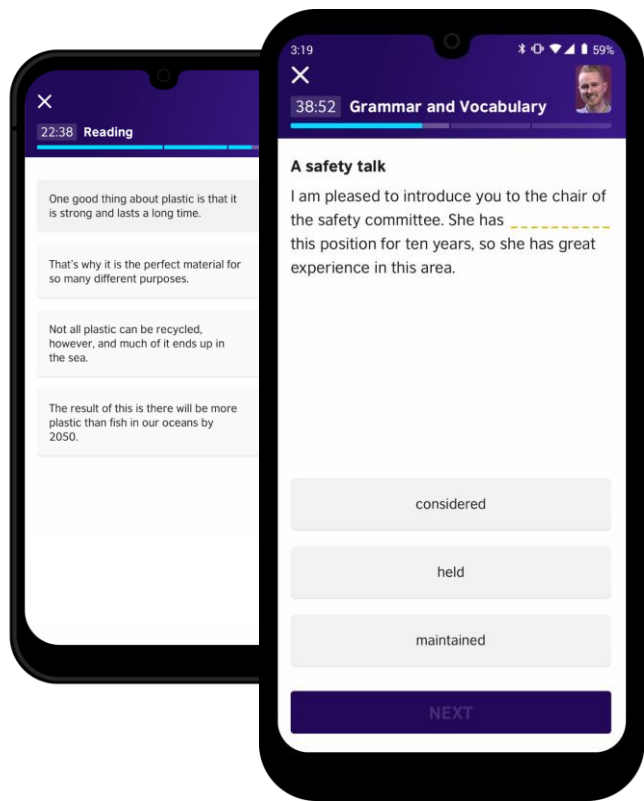 22:38 Reading
One good thing about plastic is that it
is strong and lasts a long time.
That's why it is the perfect material for
so many different purposes.
Not all plastic can be recycled,
however, and much of it ends up in
the sea.
The result of this is there will be more
plastic than fish in our oceans by
2050.
3:19 59%
38:52 Grammar and Vocabulary
A safety talk
I am pleased to introduce you to the chair of
the safety committee. She has __________
this position for ten years, so she has great
experience in this area.
considered
held
maintained
NEXT